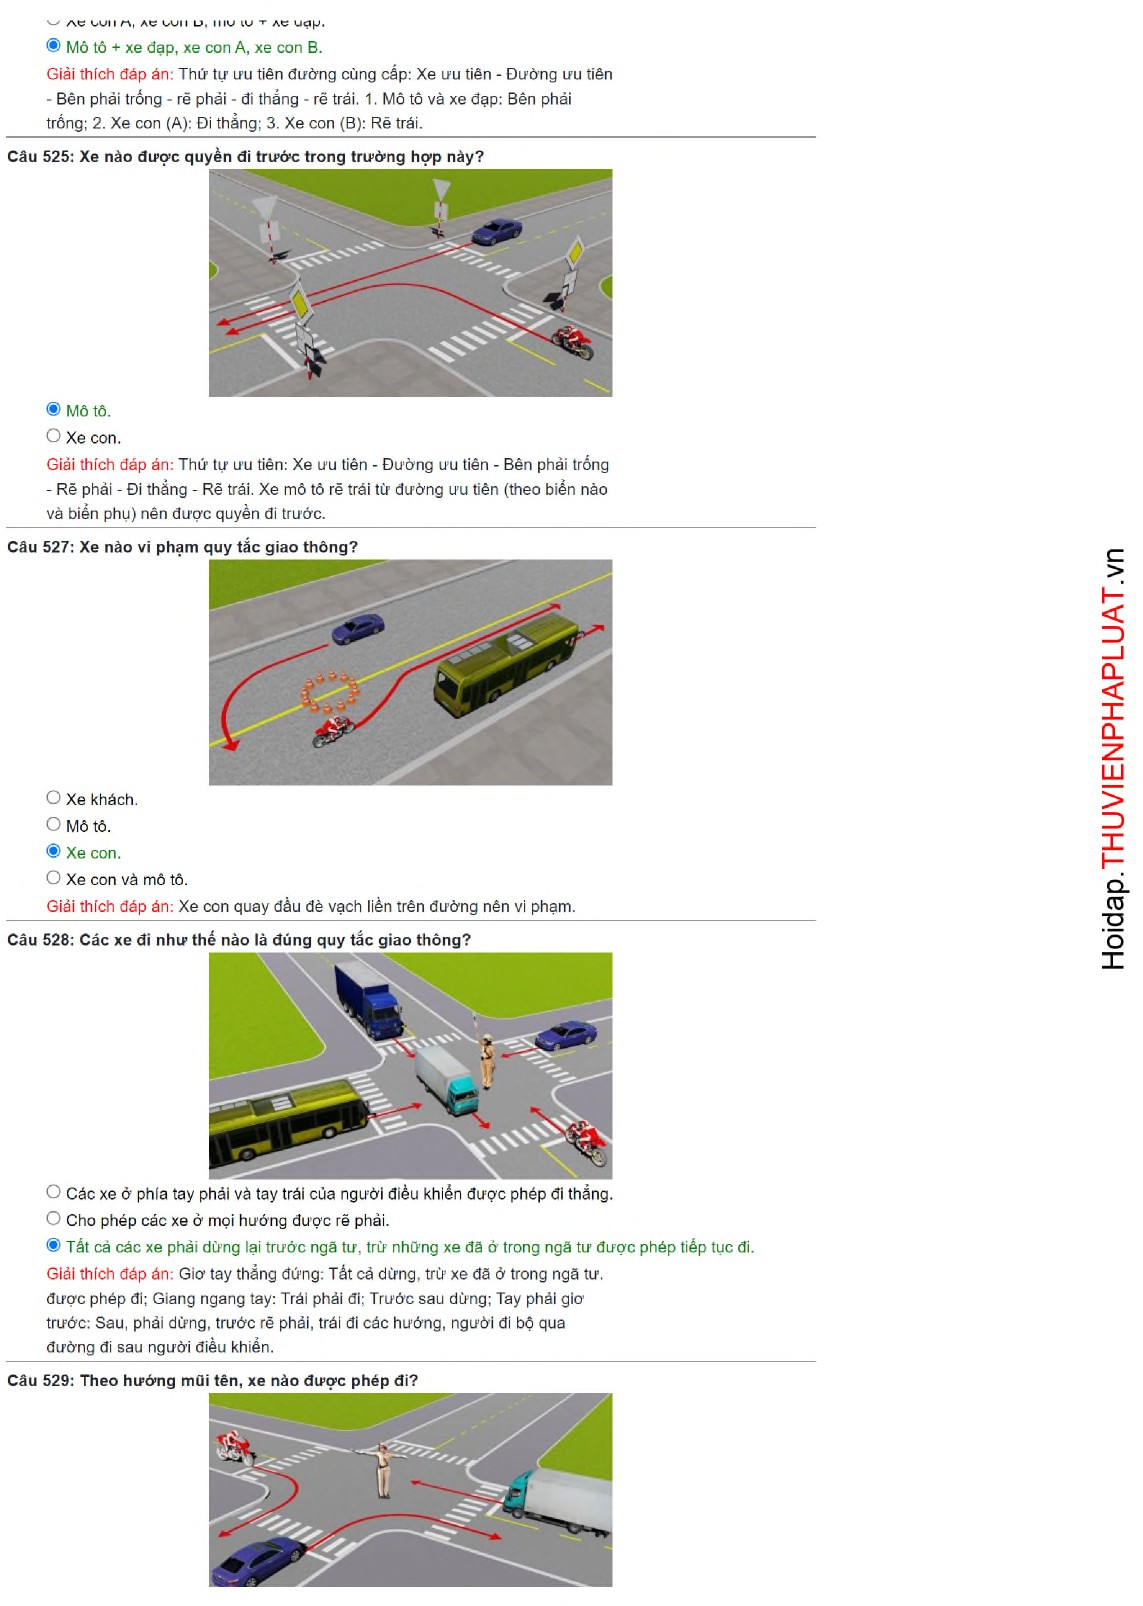 Xe con A, xe con B, mô tô + xe đạp.
Mô tô + xe đạp, xe con A, xe con B.
Giải thích đáp án: Thứ tự ưu tiên đường cùng cấp: Xe ưu tiên - Đường ưu tiên
- Bên phải trống - rẽ phải - đi thẳng - rẽ trái. 1. Mô tô và xe đạp: Bên phải
trống; 2. Xe con (A): Đi thẳng; 3. Xe con (B): Rẽ trái.
Câu 525: Xe nào được quyền đi trước trong trường hợp này?
Mô tô.
Xe con.
Giải thích đáp án: Thứ tự ưu tiên: Xe ưu tiên - Đường ưu tiên - Bên phải trống
- Rẽ phải - Đi thẳng - Rẽ trái. Xe mô tô rẽ trái từ đường ưu tiên (theo biển nào
và biển phụ) nên được quyền đi trước.
Câu 527: Xe nào vi phạm quy tắc giao thông?
Xe khách.
Mô tô.
Xe con.
Xe con và mô tô.
Giải thích đáp án: Xe con quay đầu đè vạch liền trên đường nên vi phạm.
Câu 528: Các xe đi như thế nào là đúng quy tắc giao thông?
Các xe ở phía tay phải và tay trái của người điều khiển được phép đi thẳng.
Cho phép các xe ở mọi hướng được rẽ phải.
Tất cả các xe phải dừng lại trước ngã tư, trừ những xe đã ở trong ngã tư được phép tiếp tục đi.
Giải thích đáp án: Giơ tay thẳng đứng: Tất cả dừng, trừ xe đã ở trong ngã tư.
được phép đi; Giang ngang tay: Trái phải đi; Trước sau dừng; Tay phải giơ
trước: Sau, phải dừng, trước rẽ phải, trái đi các hướng, người đi bộ qua
đường đi sau người điều khiển.
Câu 529: Theo hướng mũi tên, xe nào được phép đi?
Hoidap.THUVIENPHAPLUAT.vn